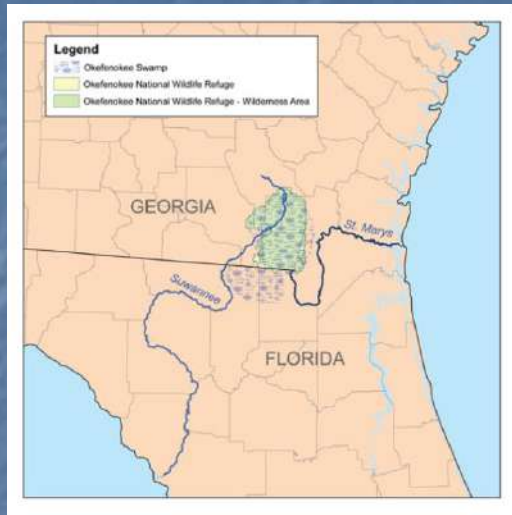 Legend
Okefenokee Swamp
Okefenokee National Wildlife Refuge
Okefenokee National Wildlife Refuge - Wilderness Area
GEORGIA
St. Marys
Suwannee
FLORIDA